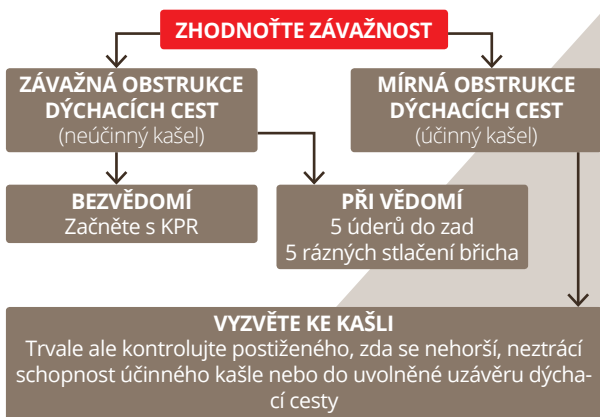 ZHODNOŤTE ZÁVAŽNOST
ZÁVAŽNÁ OBSTRUKCE
DÝCHACÍCH CEST
(neúčinný kašel)
MÍRNÁ OBSTRUKCE
DÝCHACÍCH CEST
(účinný kašel)
BEZVĚDOMÍ
Začněte s KPR
PŘI VĚDOMÍ
5 úderů do zad
5 rázných stlačení břicha
VYZVĚTE KE KAŠLI
Trvale ale kontrolujte postiženého, zda se nehorší, neztrácí
schopnost účinného kašle nebo do uvolněné uzávěru dýcha-
cí cesty